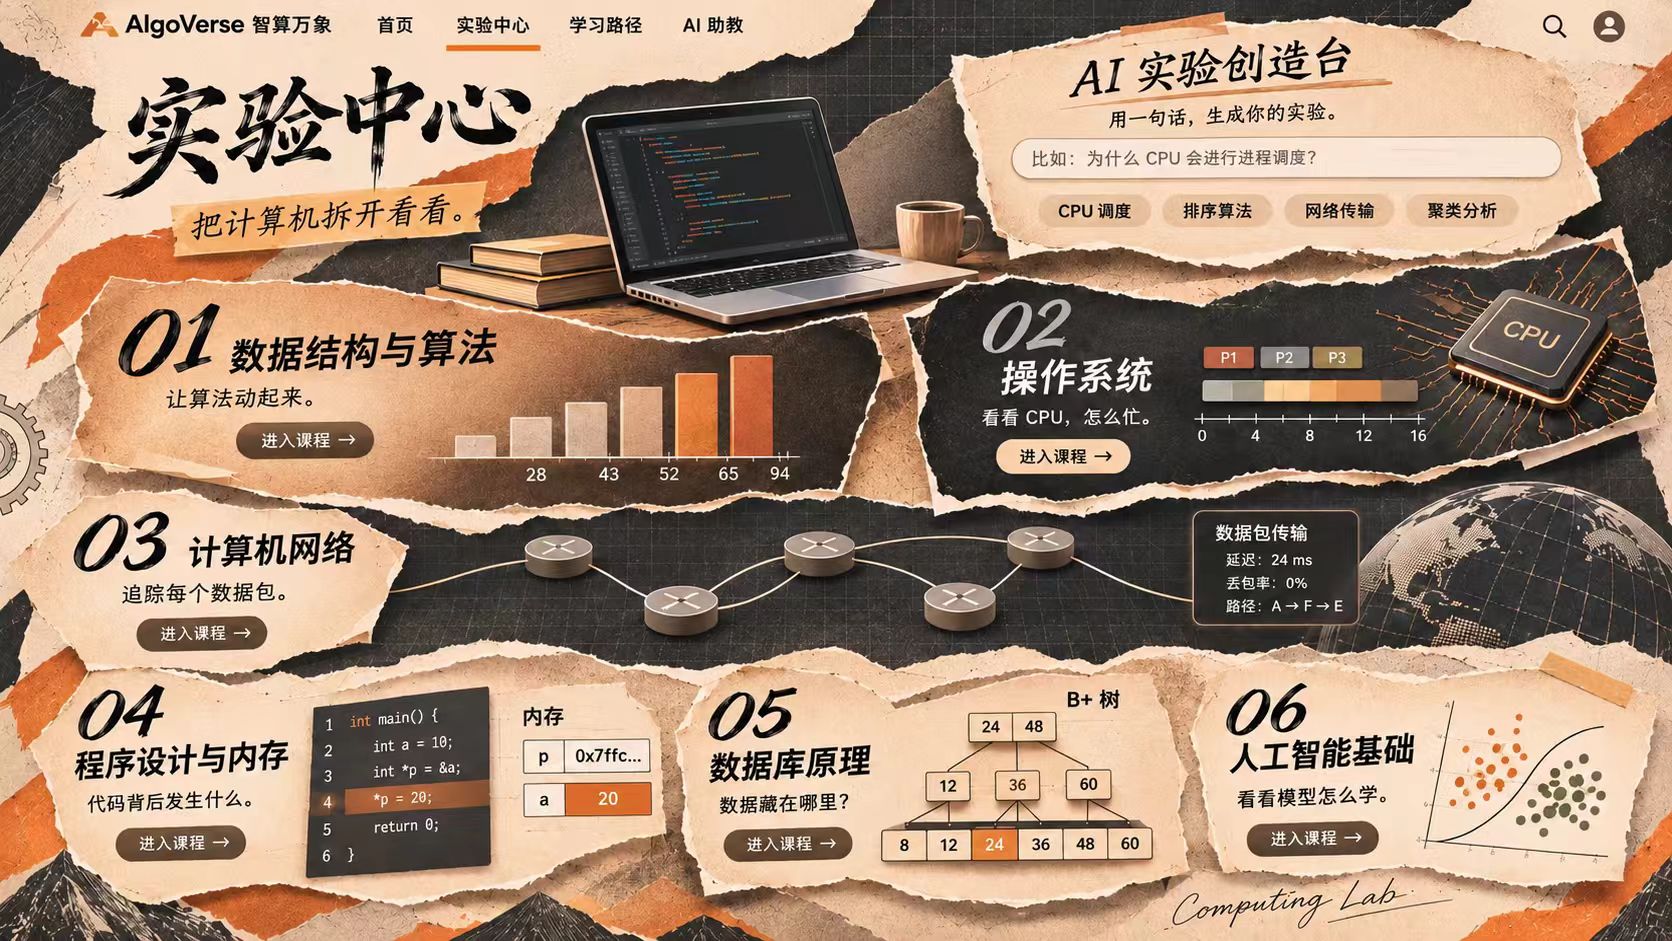 AlgoVerse 智算万象
首页
实验中心
学习路径
AI 助教
实验中心
把计算机拆开看看。
AI 实验创造台
用一句话，生成你的实验。
比如：为什么 CPU 会进行进程调度？
CPU 调度
排序算法
网络传输
聚类分析
01 数据结构与算法
让算法动起来。
进入课程 →
28 43 52 65 94
02
操作系统
看看 CPU，怎么忙。
进入课程 →
P1 P2 P3
0 4 8 12 16
CPU
03 计算机网络
追踪每个数据包。
进入课程 →
数据包传输
延迟：24 ms
丢包率：0%
路径：A → F → E
04
程序设计与内存
代码背后发生什么。
进入课程 →
1 int main() {
2 int a = 10;
3 int *p = &a;
4 *p = 20;
5 return 0;
6 }
内存
p 0x7ffc...
a 20
05
数据库原理
数据藏在哪里？
进入课程 →
B+ 树
24 48
12 36 60
8 12 24 36 48 60
06
人工智能基础
看看模型怎么学。
进入课程 →
Computing Lab